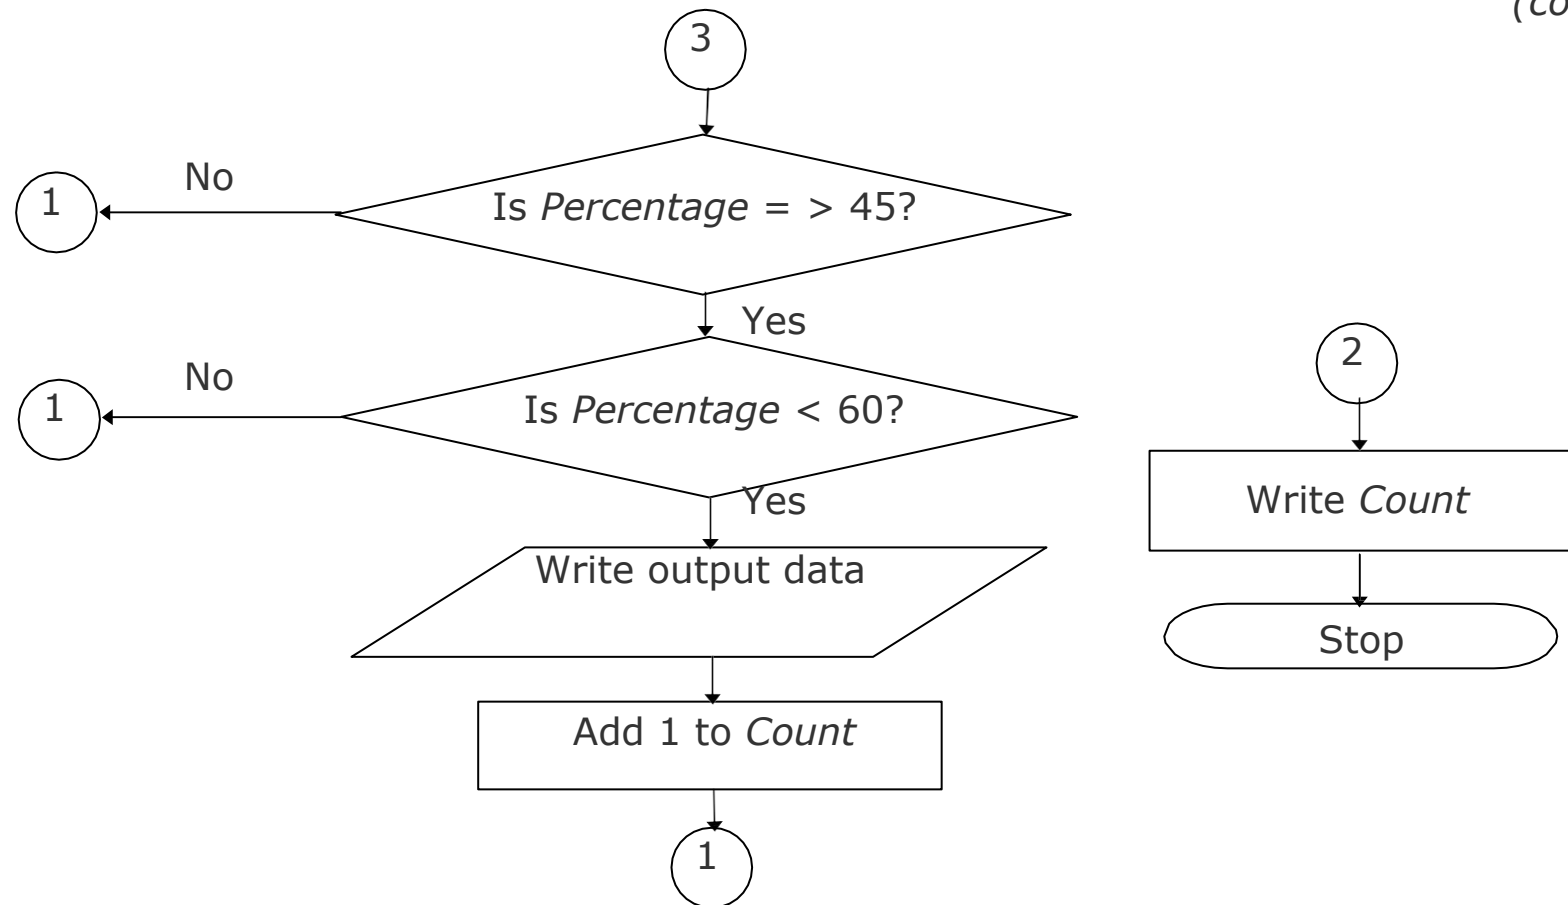 (co
3
No
1
Is Percentage = > 45?
Yes
No
1
Is Percentage < 60?
Yes
Write output data
Add 1 to Count
1
2
Write Count
Stop